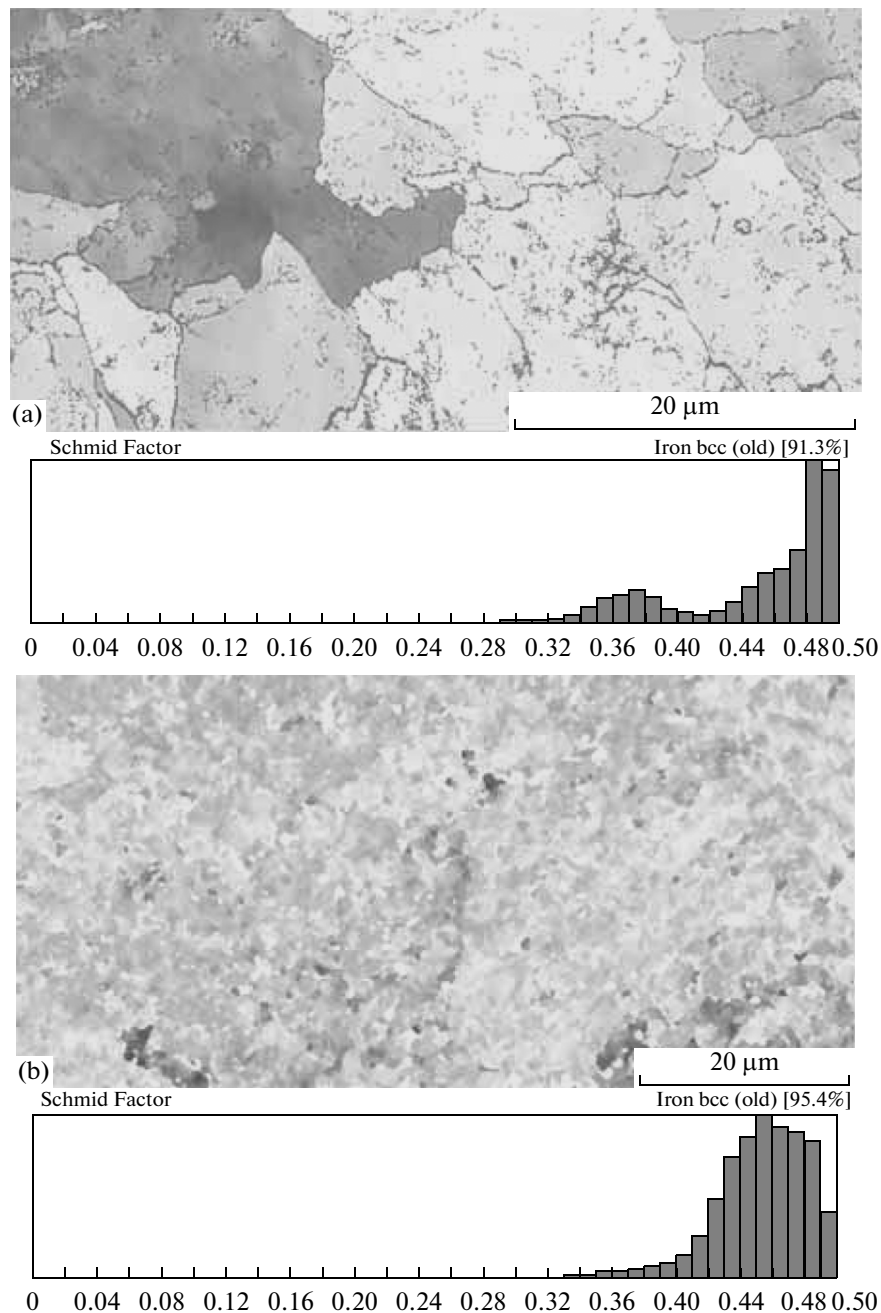 (a)
20 μm
Schmid Factor Iron bcc (old) [91.3%]
0 0.04 0.08 0.12 0.16 0.20 0.24 0.28 0.32 0.36 0.40 0.44 0.48 0.50
(b)
20 μm
Schmid Factor Iron bcc (old) [95.4%]
0 0.04 0.08 0.12 0.16 0.20 0.24 0.28 0.32 0.36 0.40 0.44 0.48 0.50